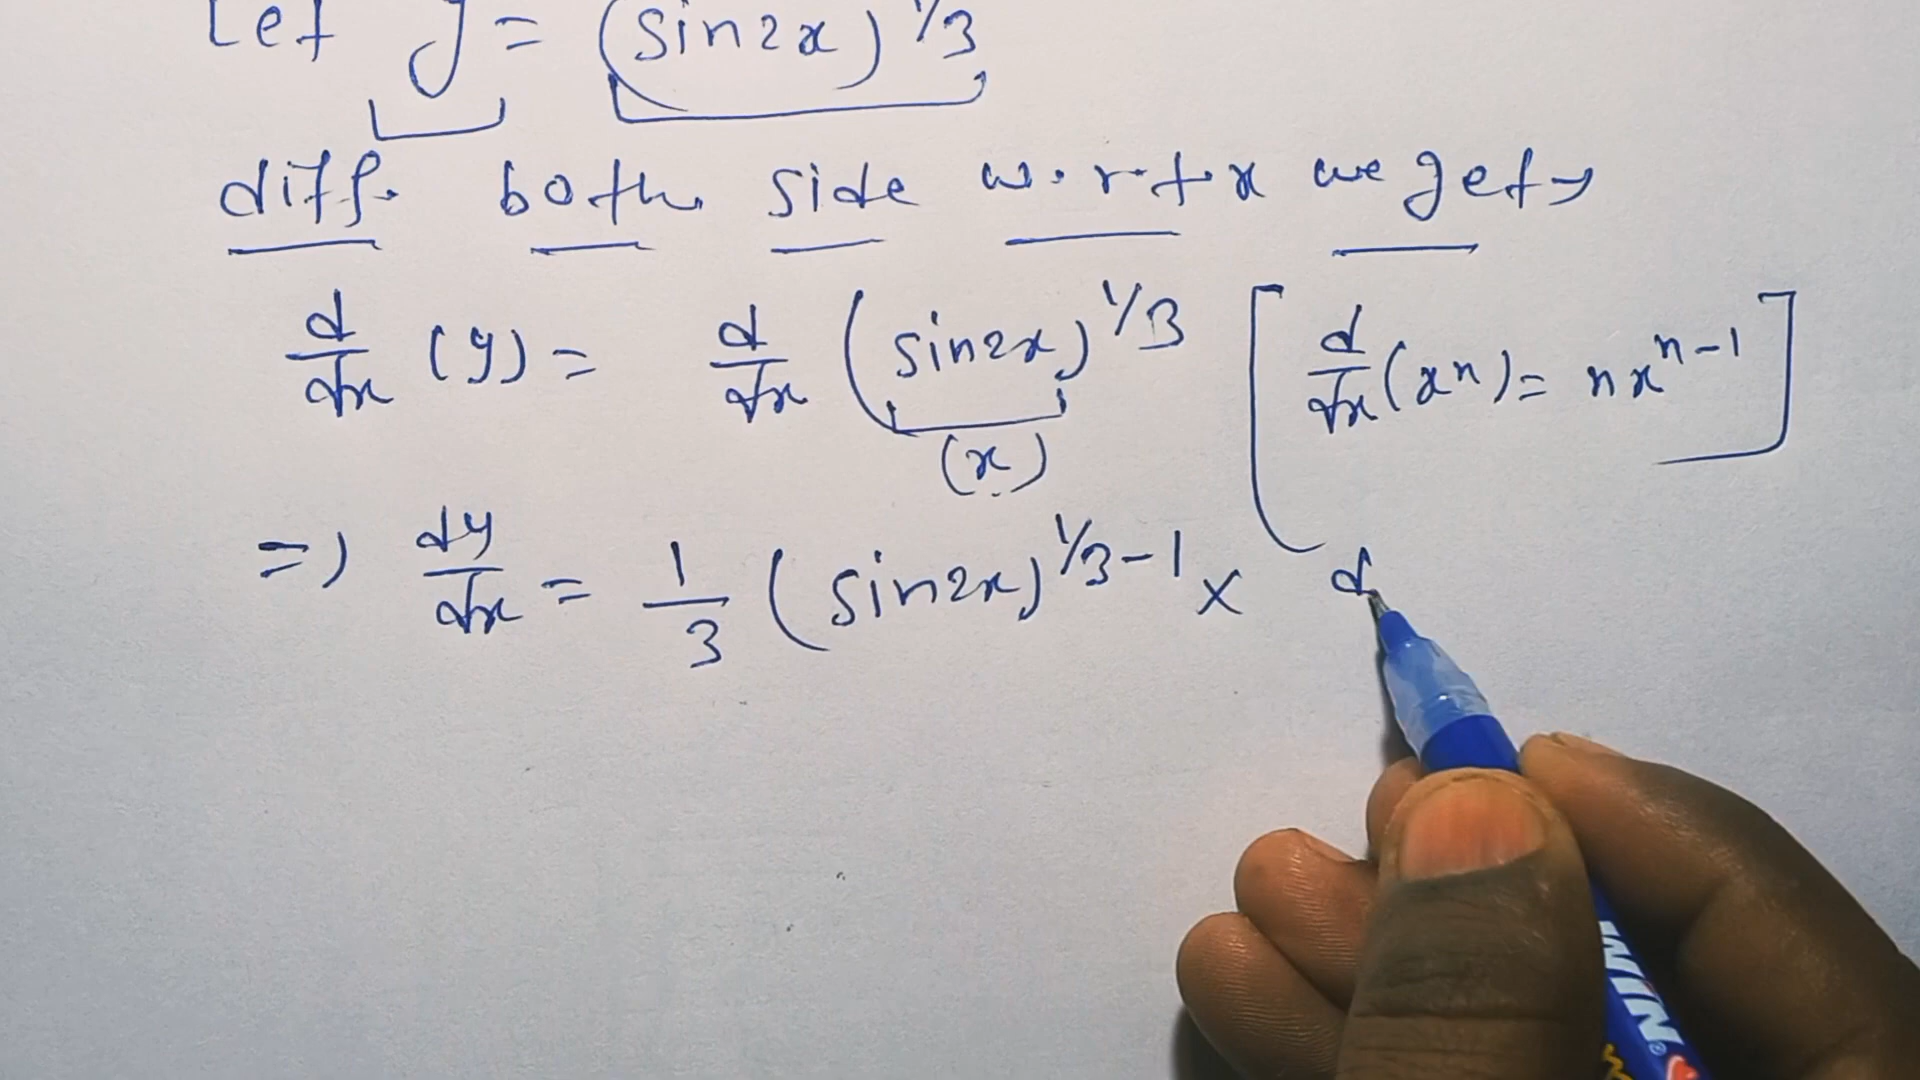 Let y = (sin2x)^1/3
diff. both side w.r.t.x we get,
d/dx (y) = d/dx (sin2x)^1/3 [d/dx (x^n) = nx^n-1]
(x)
=) dy/dx = 1/3 (sin2x)^1/3-1 x d
WIN